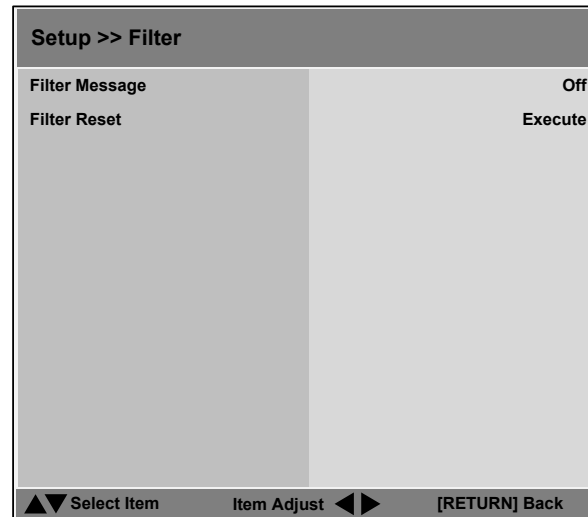 Setup >> Filter
Filter Message Off
Filter Reset Execute
Select Item Item Adjust [RETURN] Back